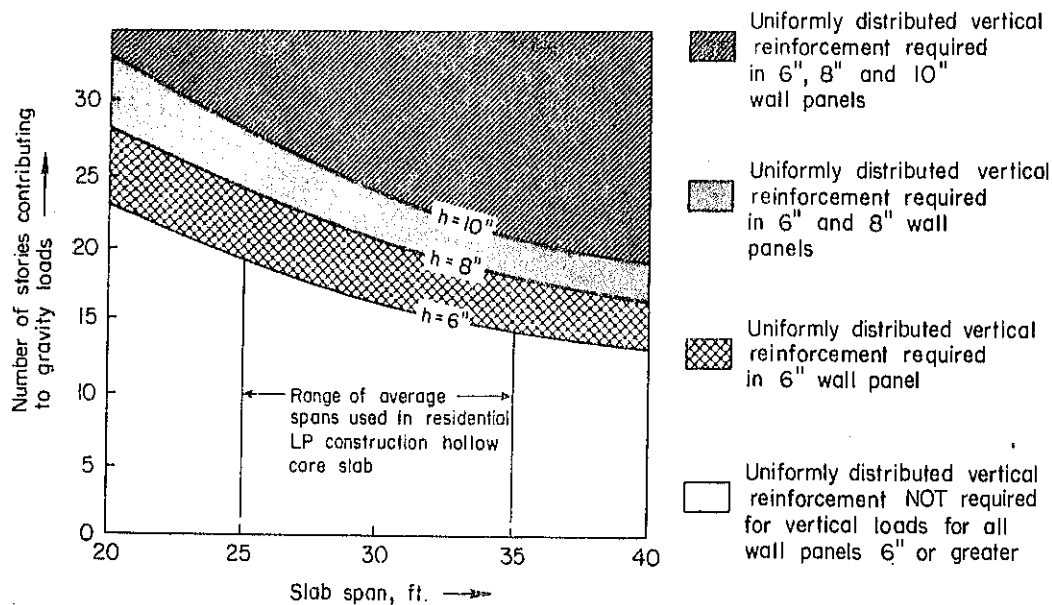 Number of stories contributing
to gravity loads
30
25
20
15
10
5
0
20
25
30
35
40
Slab span, ft.
h=10"
h=8"
h=6"
Range of average
spans used in residential
LP construction hollow
core slab
Uniformly distributed vertical
reinforcement required
in 6", 8" and 10"
wall panels
Uniformly distributed vertical
reinforcement required
in 6" and 8" wall
panels
Uniformly distributed vertical
reinforcement required
in 6" wall panel
Uniformly distributed vertical
reinforcement NOT required
for vertical loads for all
wall panels 6" or greater